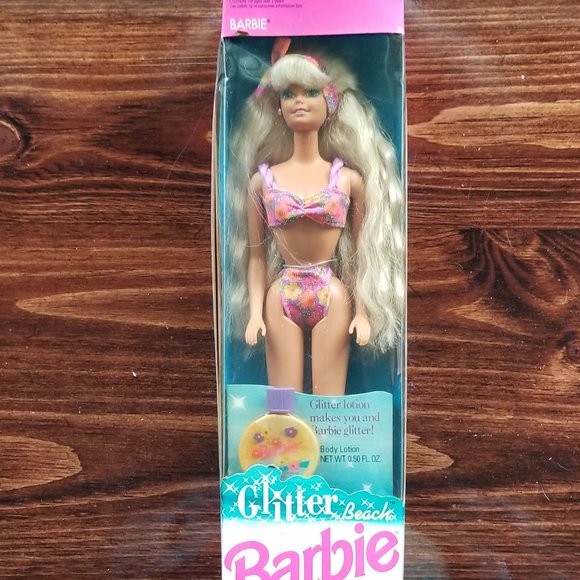 BARBIE
Glitter lotion
makes you and
Barbie glitter!
Body Lotion
NET WT. 0.50 FL. OZ.
Glitter Beach
Barbie